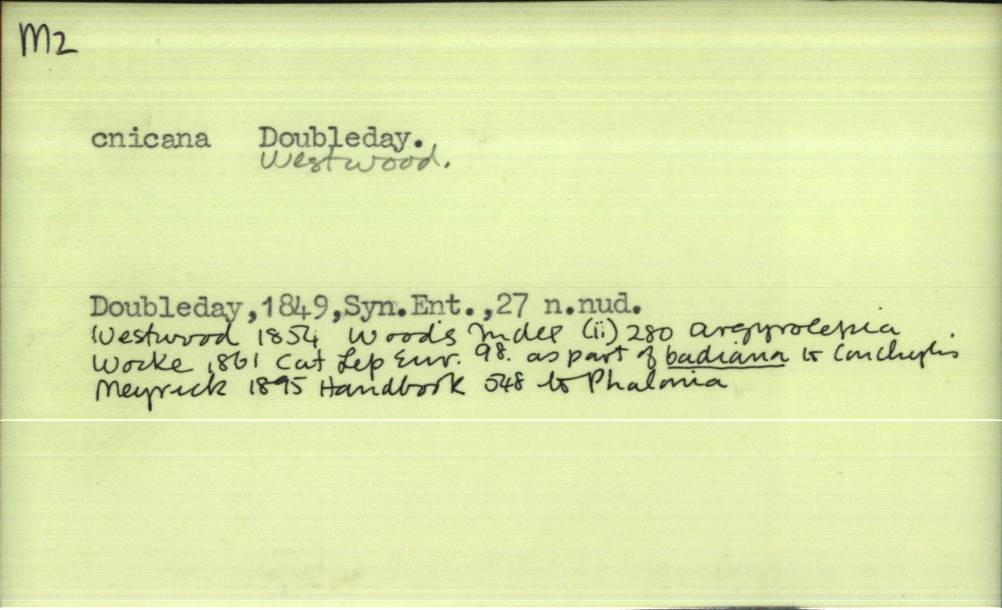 M2
cnicana Doubleday.
Westwood.
Doubleday,1849,Syn.Ent.,27 n.nud.
Westwood 1854 Wood's Index (ii) 280 Argyrolepia.
Wocke 1861 Cat Lep Eur. 98. as part of badiana to Conchylis
Meyrick 1895 Handbook 548 to Phalonia